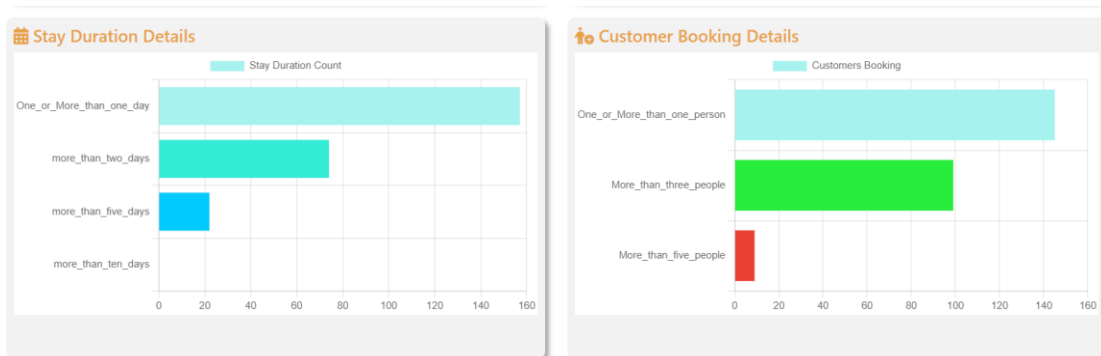 Stay Duration Details
Stay Duration Count
One_or_More_than_one_day
more_than_two_days
more_than_five_days
more_than_ten_days
0 20 40 60 80 100 120 140 160
Customer Booking Details
Customers Booking
One_or_More_than_one_person
More_than_three_people
More_than_five_people
0 20 40 60 80 100 120 140 160